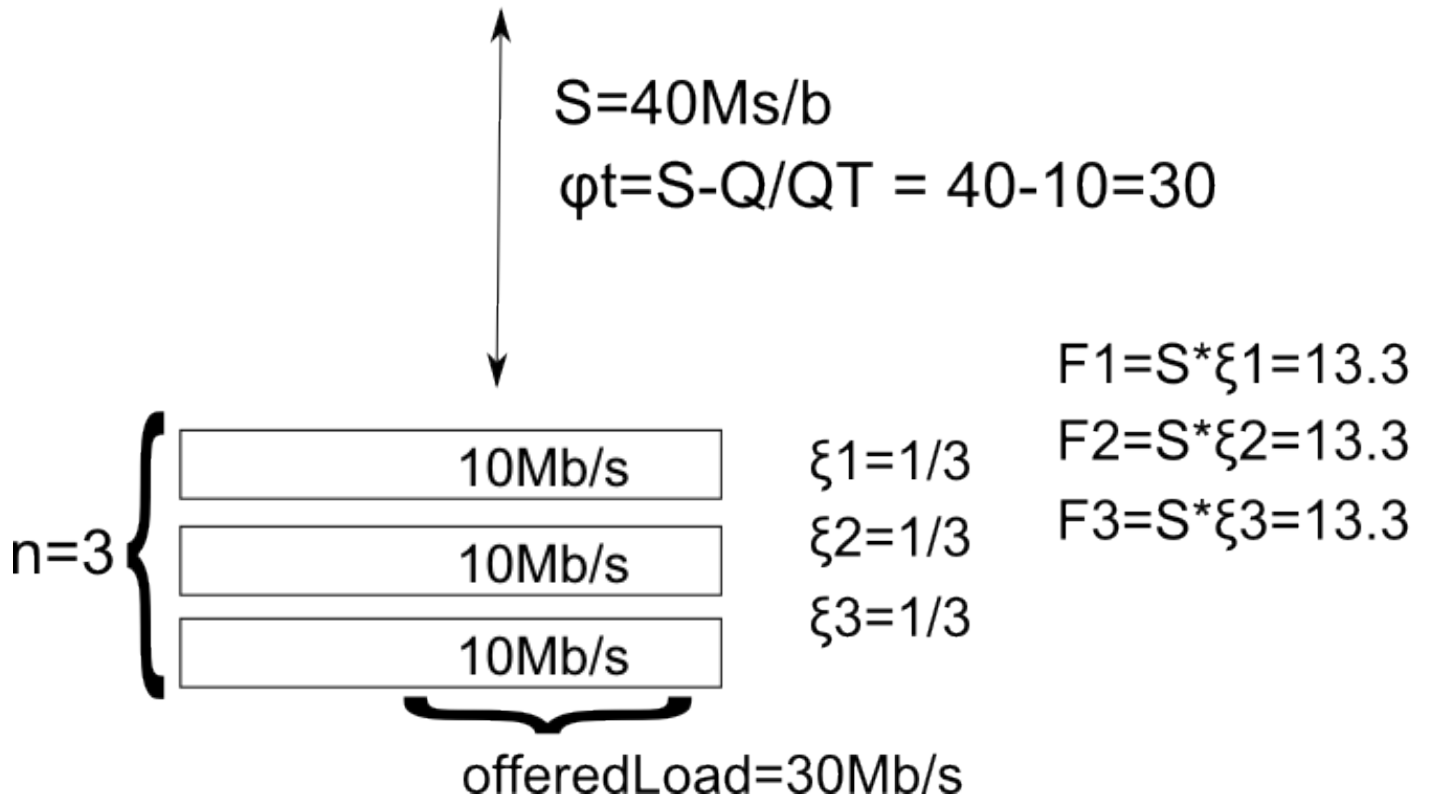 S=40Ms/b
φt=S-Q/QT = 40-10=30
F1=S*ξ1=13.3
F2=S*ξ2=13.3
F3=S*ξ3=13.3
n=3
10Mb/s
10Mb/s
10Mb/s
ξ1=1/3
ξ2=1/3
ξ3=1/3
offeredLoad=30Mb/s